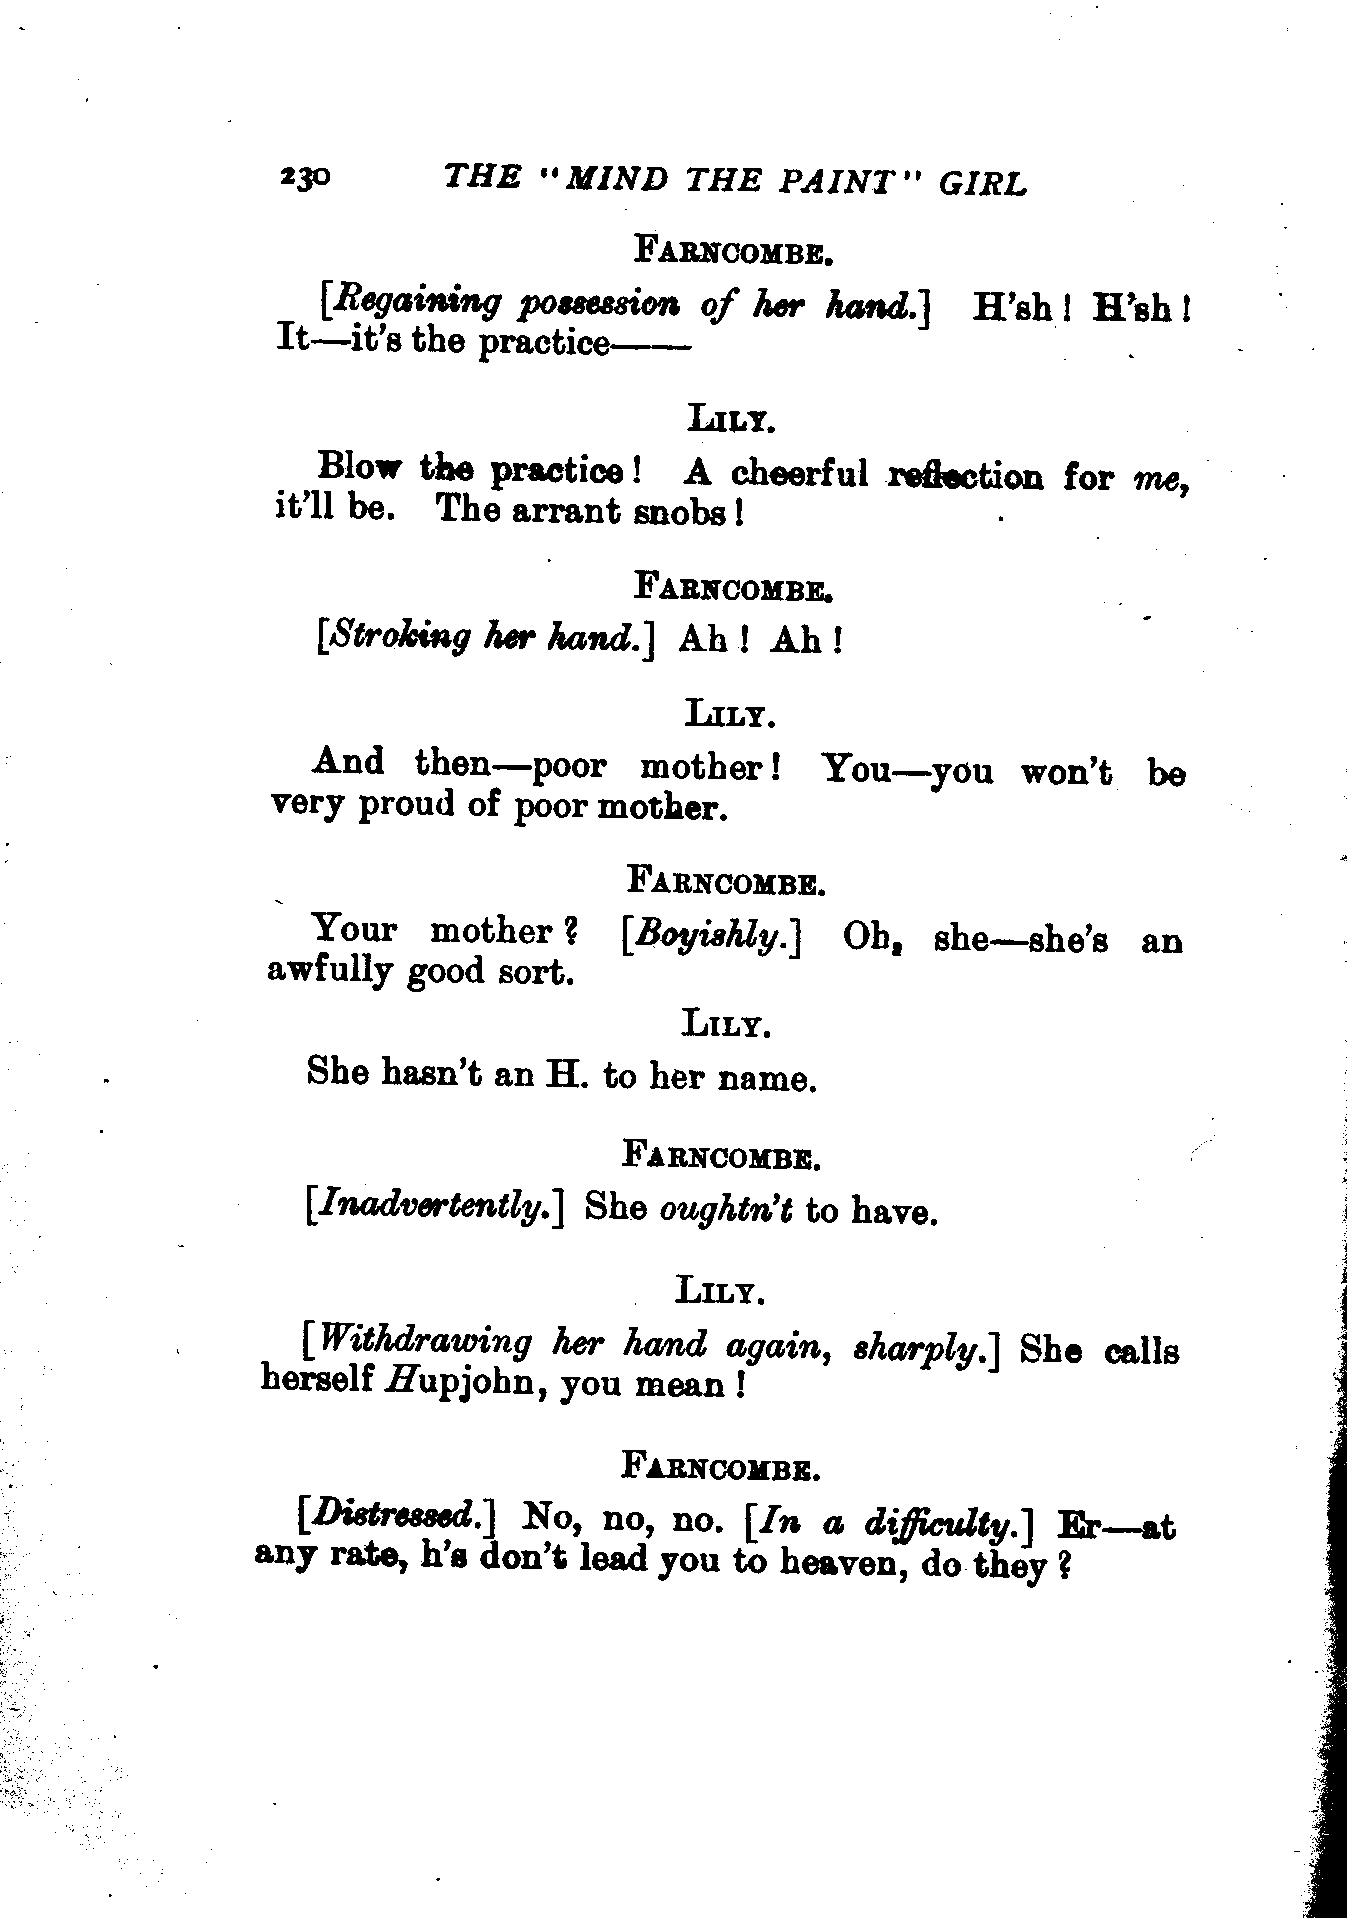 230 THE "MIND THE PAINT" GIRL
FARNCOMBE.
[Regaining possession of her hand.] H'sh! H'sh!
It—it's the practice——
LILY.
Blow the practice! A cheerful reflection for me,
it'll be. The arrant snobs!
FARNCOMBE.
[Stroking her hand.] Ah! Ah!
LILY.
And then—poor mother! You—you won't be
very proud of poor mother.
FARNCOMBE.
Your mother? [Boyishly.] Oh, she—she's an
awfully good sort.
LILY.
She hasn't an H. to her name.
FARNCOMBE.
[Inadvertently.] She oughtn't to have.
LILY.
[Withdrawing her hand again, sharply.] She calls
herself Hupjohn, you mean!
FARNCOMBE.
[Distressed.] No, no, no. [In a difficulty.] Er—at
any rate, h's don't lead you to heaven, do they?